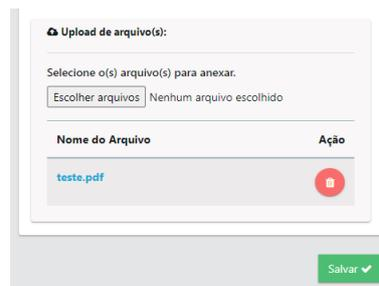 Upload de arquivo(s):
Selecione o(s) arquivo(s) para anexar.
Escolher arquivos Nenhum arquivo escolhido
Nome do Arquivo Ação
teste.pdf
Salvar